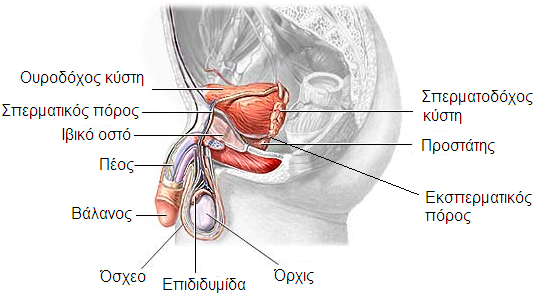 Ουροδόχος κύστη
Σπερματικός πόρος
Ιβικό οστό
Πέος
Βάλανος
Όσχεο
Επιδιδυμίδα
Όρχις
Σπερματοδόχος
κύστη
Προστάτης
Εκσπερματικός
πόρος